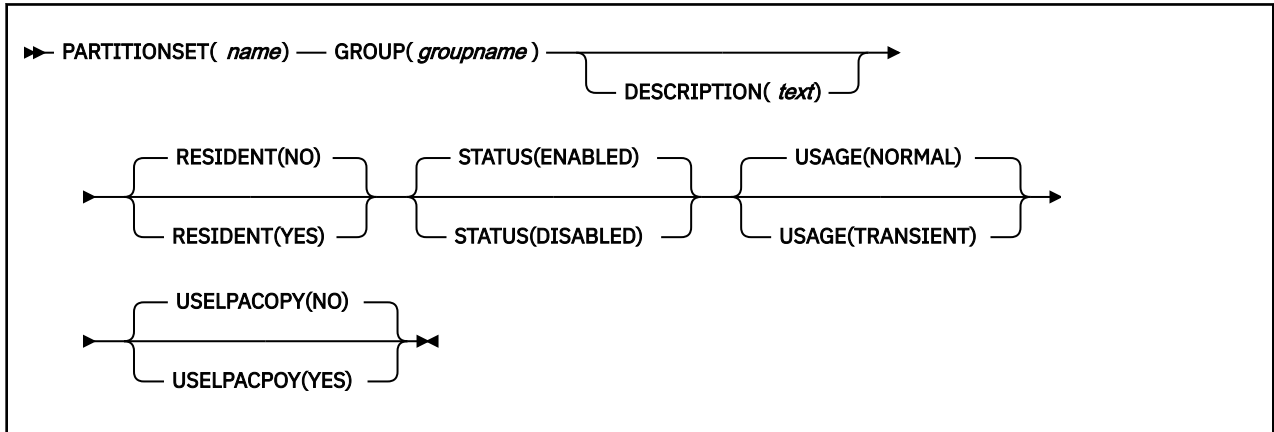 PARTITIONSET( name) GROUP( groupname )
DESCRIPTION( text)
RESIDENT(NO) STATUS(ENABLED) USAGE(NORMAL)
RESIDENT(YES) STATUS(DISABLED) USAGE(TRANSIENT)
USELPACOPY(NO)
USELPACPOY(YES)